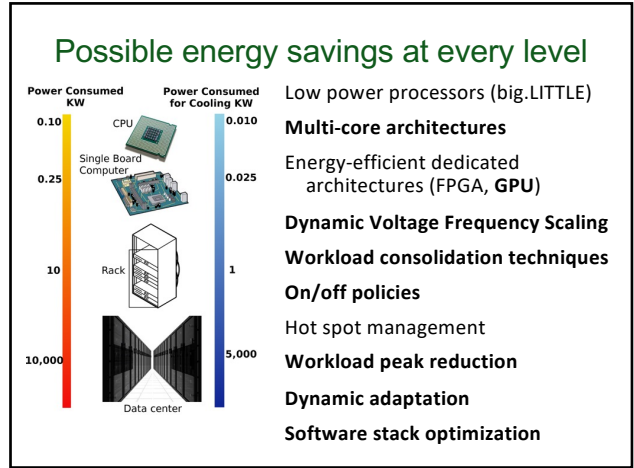 Possible energy savings at every level
Power Consumed
KW
Power Consumed
for Cooling KW
0.10
CPU
0.010
Single Board
Computer
0.25
0.025
Rack
10
1
10,000
5,000
Data center
Low power processors (big.LITTLE)
Multi-core architectures
Energy-efficient dedicated
architectures (FPGA, GPU)
Dynamic Voltage Frequency Scaling
Workload consolidation techniques
On/off policies
Hot spot management
Workload peak reduction
Dynamic adaptation
Software stack optimization